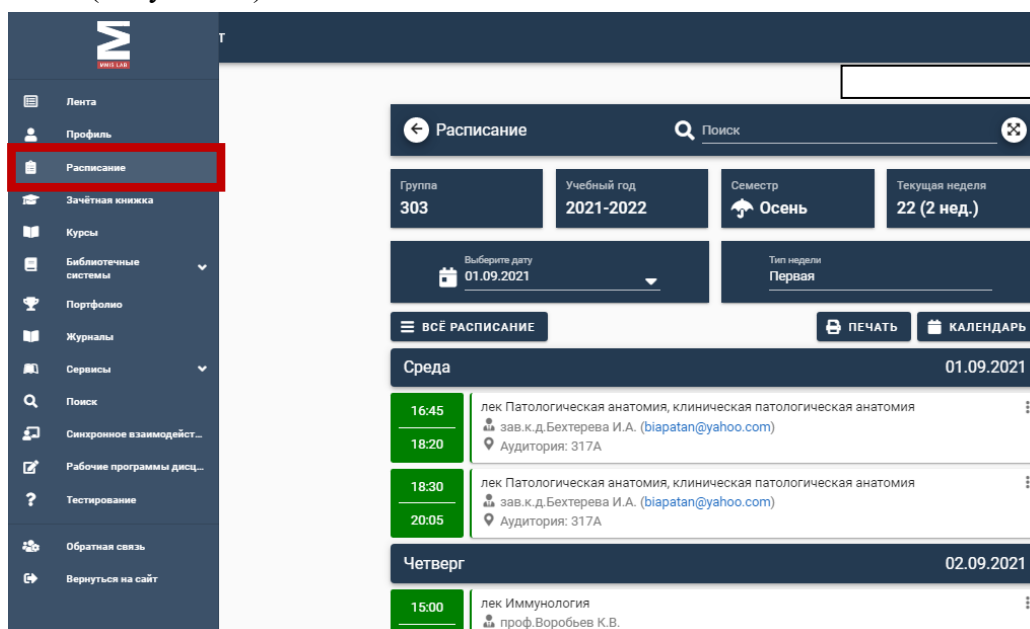 MMIS LAB
Лента
Профиль
Расписание
Зачётная книжка
Курсы
Библиотечные
системы
Портфолио
Журналы
Сервисы
Поиск
Синхронное взаимодейст...
Рабочие программы дисц...
Тестирование
Обратная связь
Вернуться на сайт
Расписание
Поиск
Группа
303
Учебный год
2021-2022
Семестр
Осень
Текущая неделя
22 (2 нед.)
Выберите дату
01.09.2021
Тип недели
Первая
ВСЁ РАСПИСАНИЕ
ПЕЧАТЬ
КАЛЕНДАРЬ
Среда 01.09.2021
16:45
18:20
лек Патологическая анатомия, клиническая патологическая анатомия
зав.к.д.Бехтерева И.А. (biapatan@yahoo.com)
Аудитория: 317А
18:30
20:05
лек Патологическая анатомия, клиническая патологическая анатомия
зав.к.д.Бехтерева И.А. (biapatan@yahoo.com)
Аудитория: 317А
Четверг 02.09.2021
15:00
лек Иммунология
проф.Воробьев К.В.